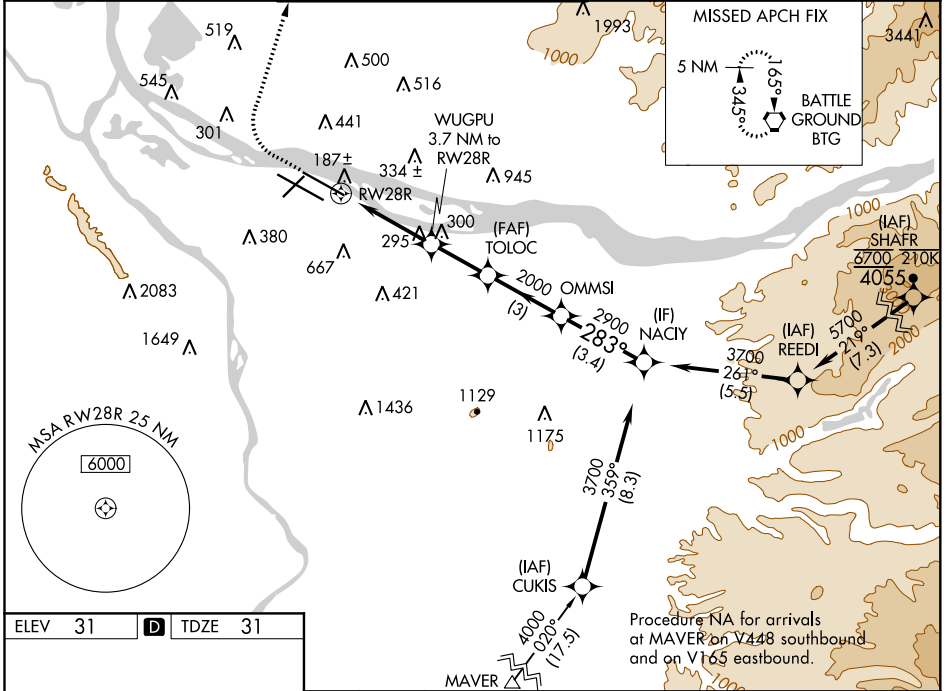 MISSED APCH FIX
5 NM
165°
345°
BATTLE
GROUND
BTG
1993
3441
1000
519
500
545
516
301
441
WUGPU
3.7 NM to
RW28R
187±
334±
945
RW28R
1000
(IAF)
SHAFR
6700 210K
4055
295
300
(FAF)
TOLOC
380
667
2000
(3)
OMMSI
2083
421
2900
283°
(3.4)
(IF)
NACIY
5700
219°
(7.3)
2000
(IAF)
REEDI
1649
3700
261°
(5.5)
1436
1129
1175
1000
MSA RW28R 25 NM
6000
3700
359°
(8.3)
(IAF)
CUKIS
4000
020°
(17.5)
MAVER
Procedure NA for arrivals
at MAVER on V448 southbound
and on V165 eastbound.
ELEV 31 D TDZE 31